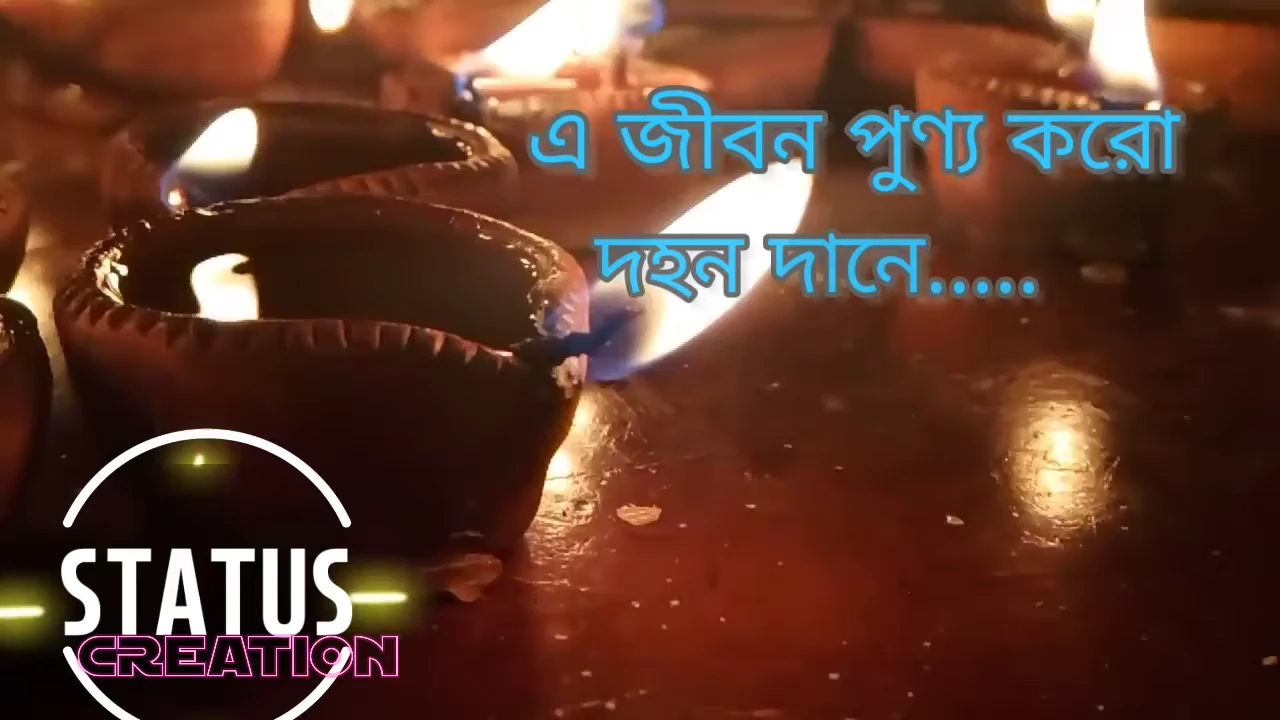 এ জীবন পুণ্য করো
দহন দানে.....
STATUS
CREATION